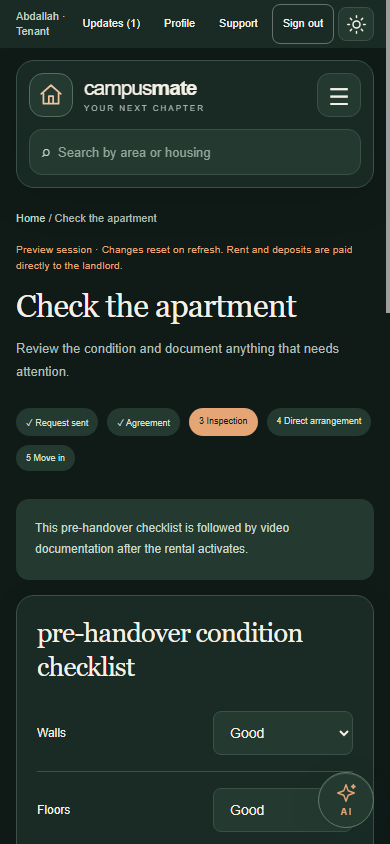 Abdallah ·
Tenant
Updates (1)
Profile
Support
Sign out
campusmate
YOUR NEXT CHAPTER
Search by area or housing
Home / Check the apartment
Preview session · Changes reset on refresh. Rent and deposits are paid
directly to the landlord.
Check the apartment
Review the condition and document anything that needs
attention.
✓ Request sent
✓ Agreement
3 Inspection
4 Direct arrangement
5 Move in
This pre-handover checklist is followed by video
documentation after the rental activates.
pre-handover condition
checklist
Walls
Good
Floors
Good
AI